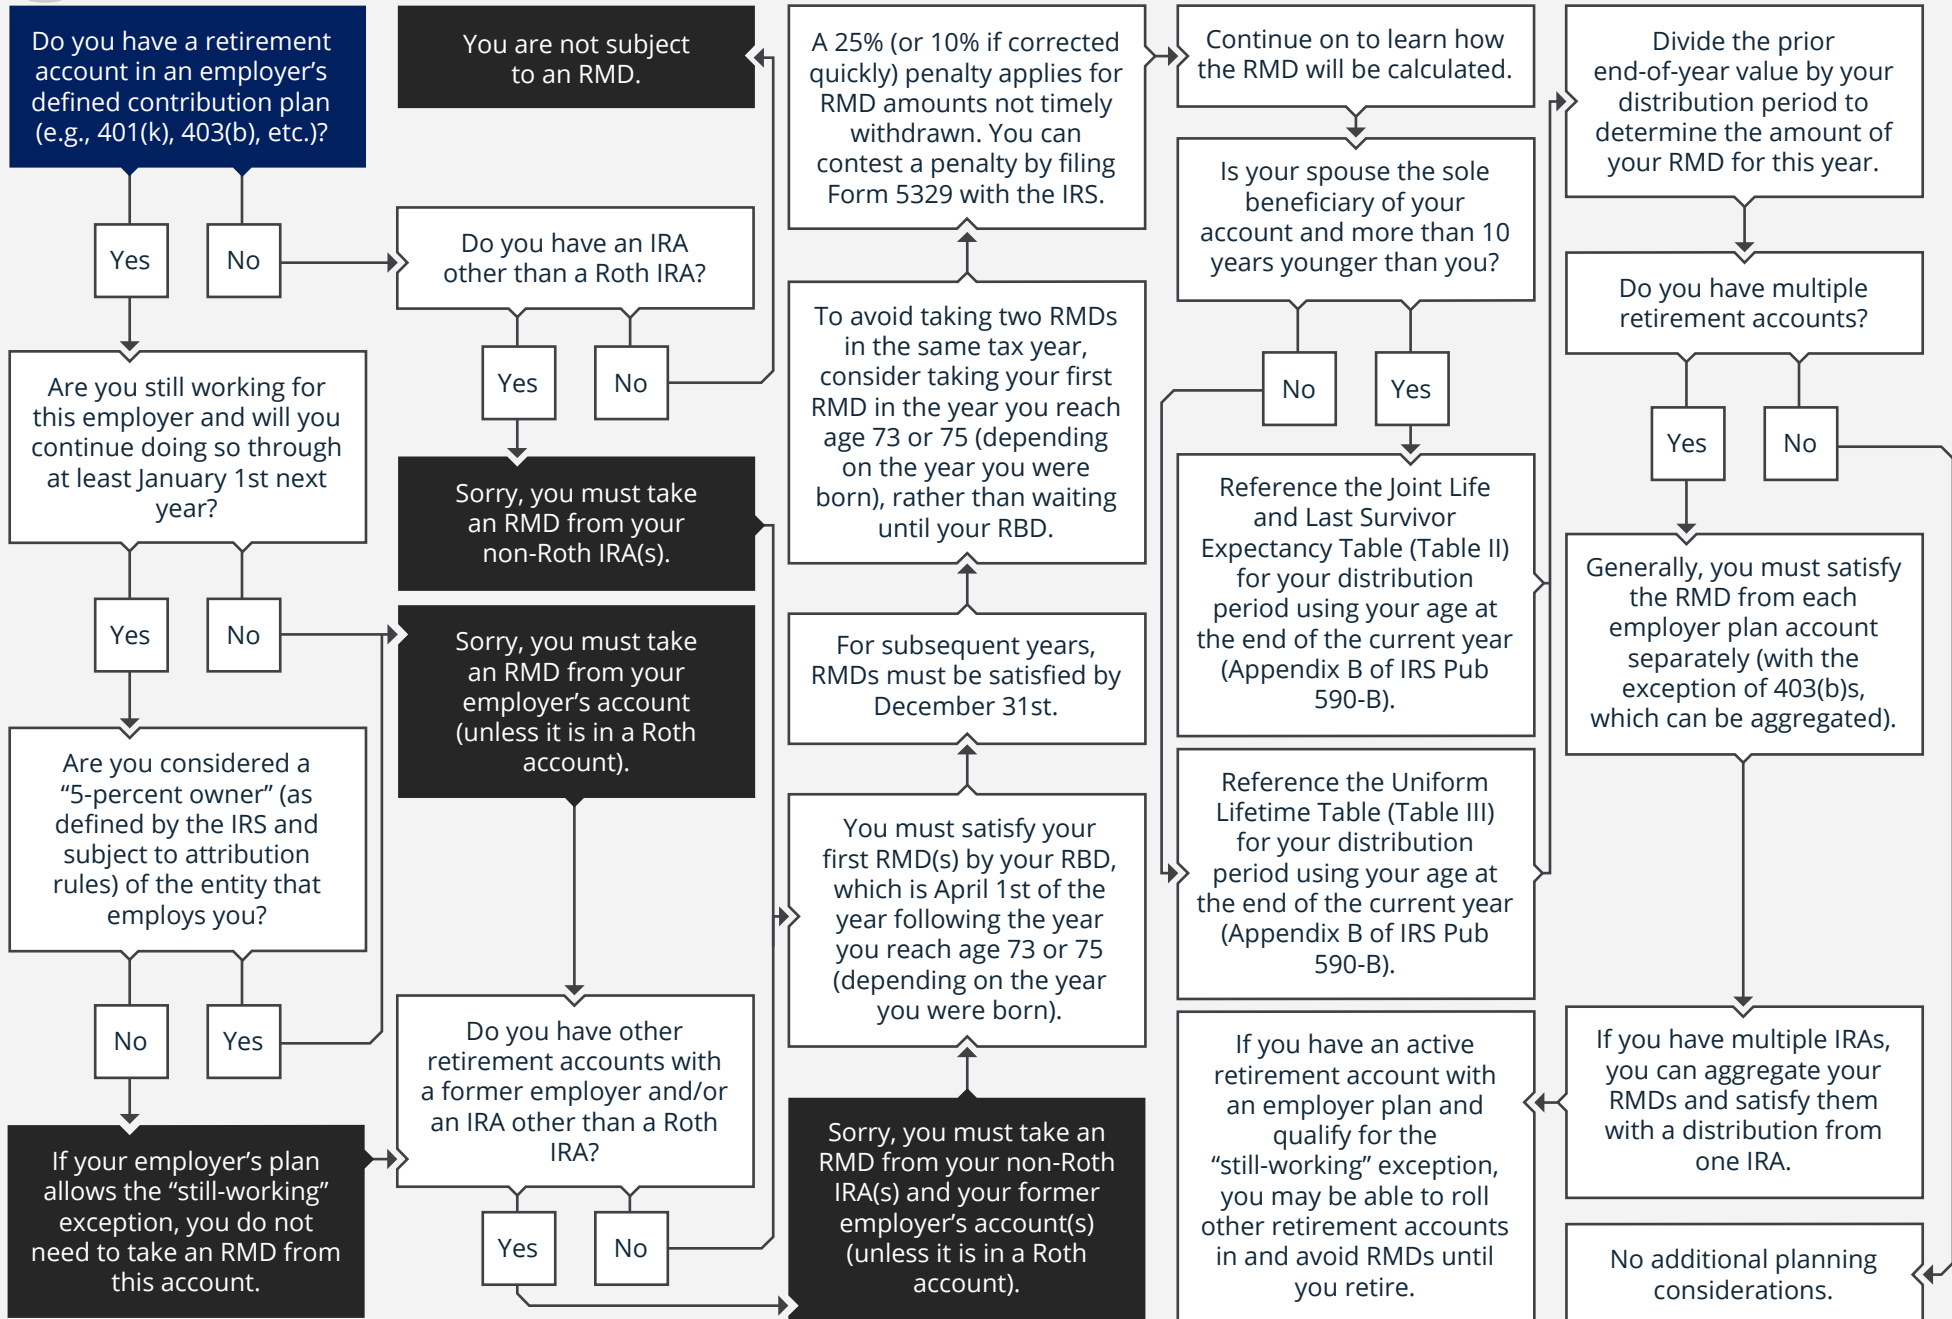 Do you have a retirement
account in an employer’s
defined contribution plan
(e.g., 401(k), 403(b), etc.)?
Yes
No
Are you still working for
this employer and will you
continue doing so through
at least January 1st next
year?
Yes
No
Are you considered a
“5-percent owner” (as
defined by the IRS and
subject to attribution
rules) of the entity that
employs you?
No
Yes
If your employer’s plan
allows the “still-working”
exception, you do not
need to take an RMD from
this account.
You are not subject
to an RMD.
Do you have an IRA
other than a Roth IRA?
Yes
No
Sorry, you must take
an RMD from your
non-Roth IRA(s).
Sorry, you must take
an RMD from your
employer’s account
(unless it is in a Roth
account).
Do you have other
retirement accounts with
a former employer and/or
an IRA other than a Roth
IRA?
Yes
No
A 25% (or 10% if corrected
quickly) penalty applies for
RMD amounts not timely
withdrawn. You can
contest a penalty by filing
Form 5329 with the IRS.
To avoid taking two RMDs
in the same tax year,
consider taking your first
RMD in the year you reach
age 73 or 75 (depending
on the year you were
born), rather than waiting
until your RBD.
For subsequent years,
RMDs must be satisfied by
December 31st.
You must satisfy your
first RMD(s) by your RBD,
which is April 1st of the
year following the year
you reach age 73 or 75
(depending on the year
you were born).
Sorry, you must take an
RMD from your non-Roth
IRA(s) and your former
employer’s account(s)
(unless it is in a Roth
account).
Continue on to learn how
the RMD will be calculated.
Is your spouse the sole
beneficiary of your
account and more than 10
years younger than you?
No
Yes
Reference the Joint Life
and Last Survivor
Expectancy Table (Table II)
for your distribution
period using your age at
the end of the current year
(Appendix B of IRS Pub
590-B).
Reference the Uniform
Lifetime Table (Table III)
for your distribution
period using your age at
the end of the current year
(Appendix B of IRS Pub
590-B).
If you have an active
retirement account with
an employer plan and
qualify for the
“still-working” exception,
you may be able to roll
other retirement accounts
in and avoid RMDs until
you retire.
Divide the prior
end-of-year value by your
distribution period to
determine the amount of
your RMD for this year.
Do you have multiple
retirement accounts?
Yes
No
Generally, you must satisfy
the RMD from each
employer plan account
separately (with the
exception of 403(b)s,
which can be aggregated).
If you have multiple IRAs,
you can aggregate your
RMDs and satisfy them
with a distribution from
one IRA.
No additional planning
considerations.